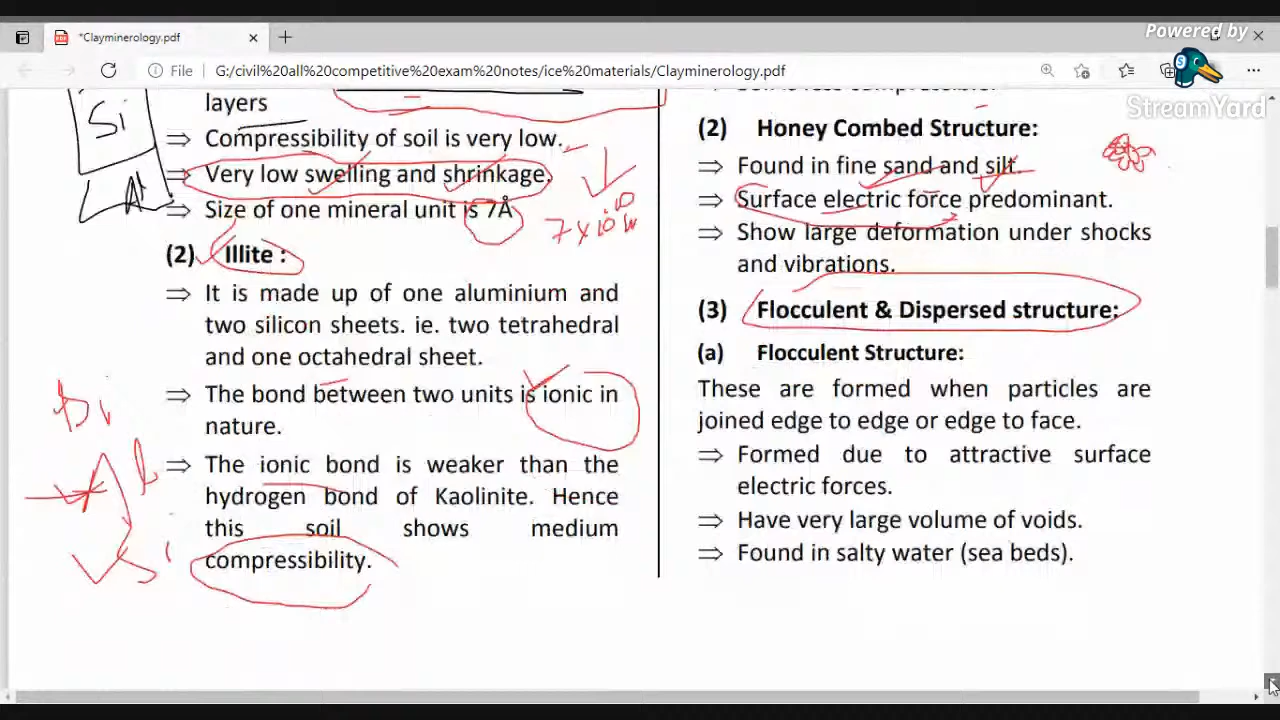 Powered by
StreamYard
*Clayminerology.pdf
File G:/civil%20all%20competitive%20exam%20notes/ice%20materials/Clayminerology.pdf
layers
⇒ Compressibility of soil is very low.
⇒ Very low swelling and shrinkage.
⇒ Size of one mineral unit is 7Å
Si
Al
(2) Illite :
⇒ It is made up of one aluminium and
two silicon sheets. ie. two tetrahedral
and one octahedral sheet.
⇒ The bond between two units is ionic in
nature.
⇒ The ionic bond is weaker than the
hydrogen bond of Kaolinite. Hence
this soil shows medium
compressibility.
(2) Honey Combed Structure:
⇒ Found in fine sand and silt.
⇒ Surface electric force predominant.
⇒ Show large deformation under shocks
and vibrations.
(3) Flocculent & Dispersed structure:
(a) Flocculent Structure:
These are formed when particles are
joined edge to edge or edge to face.
⇒ Formed due to attractive surface
electric forces.
⇒ Have very large volume of voids.
⇒ Found in salty water (sea beds).